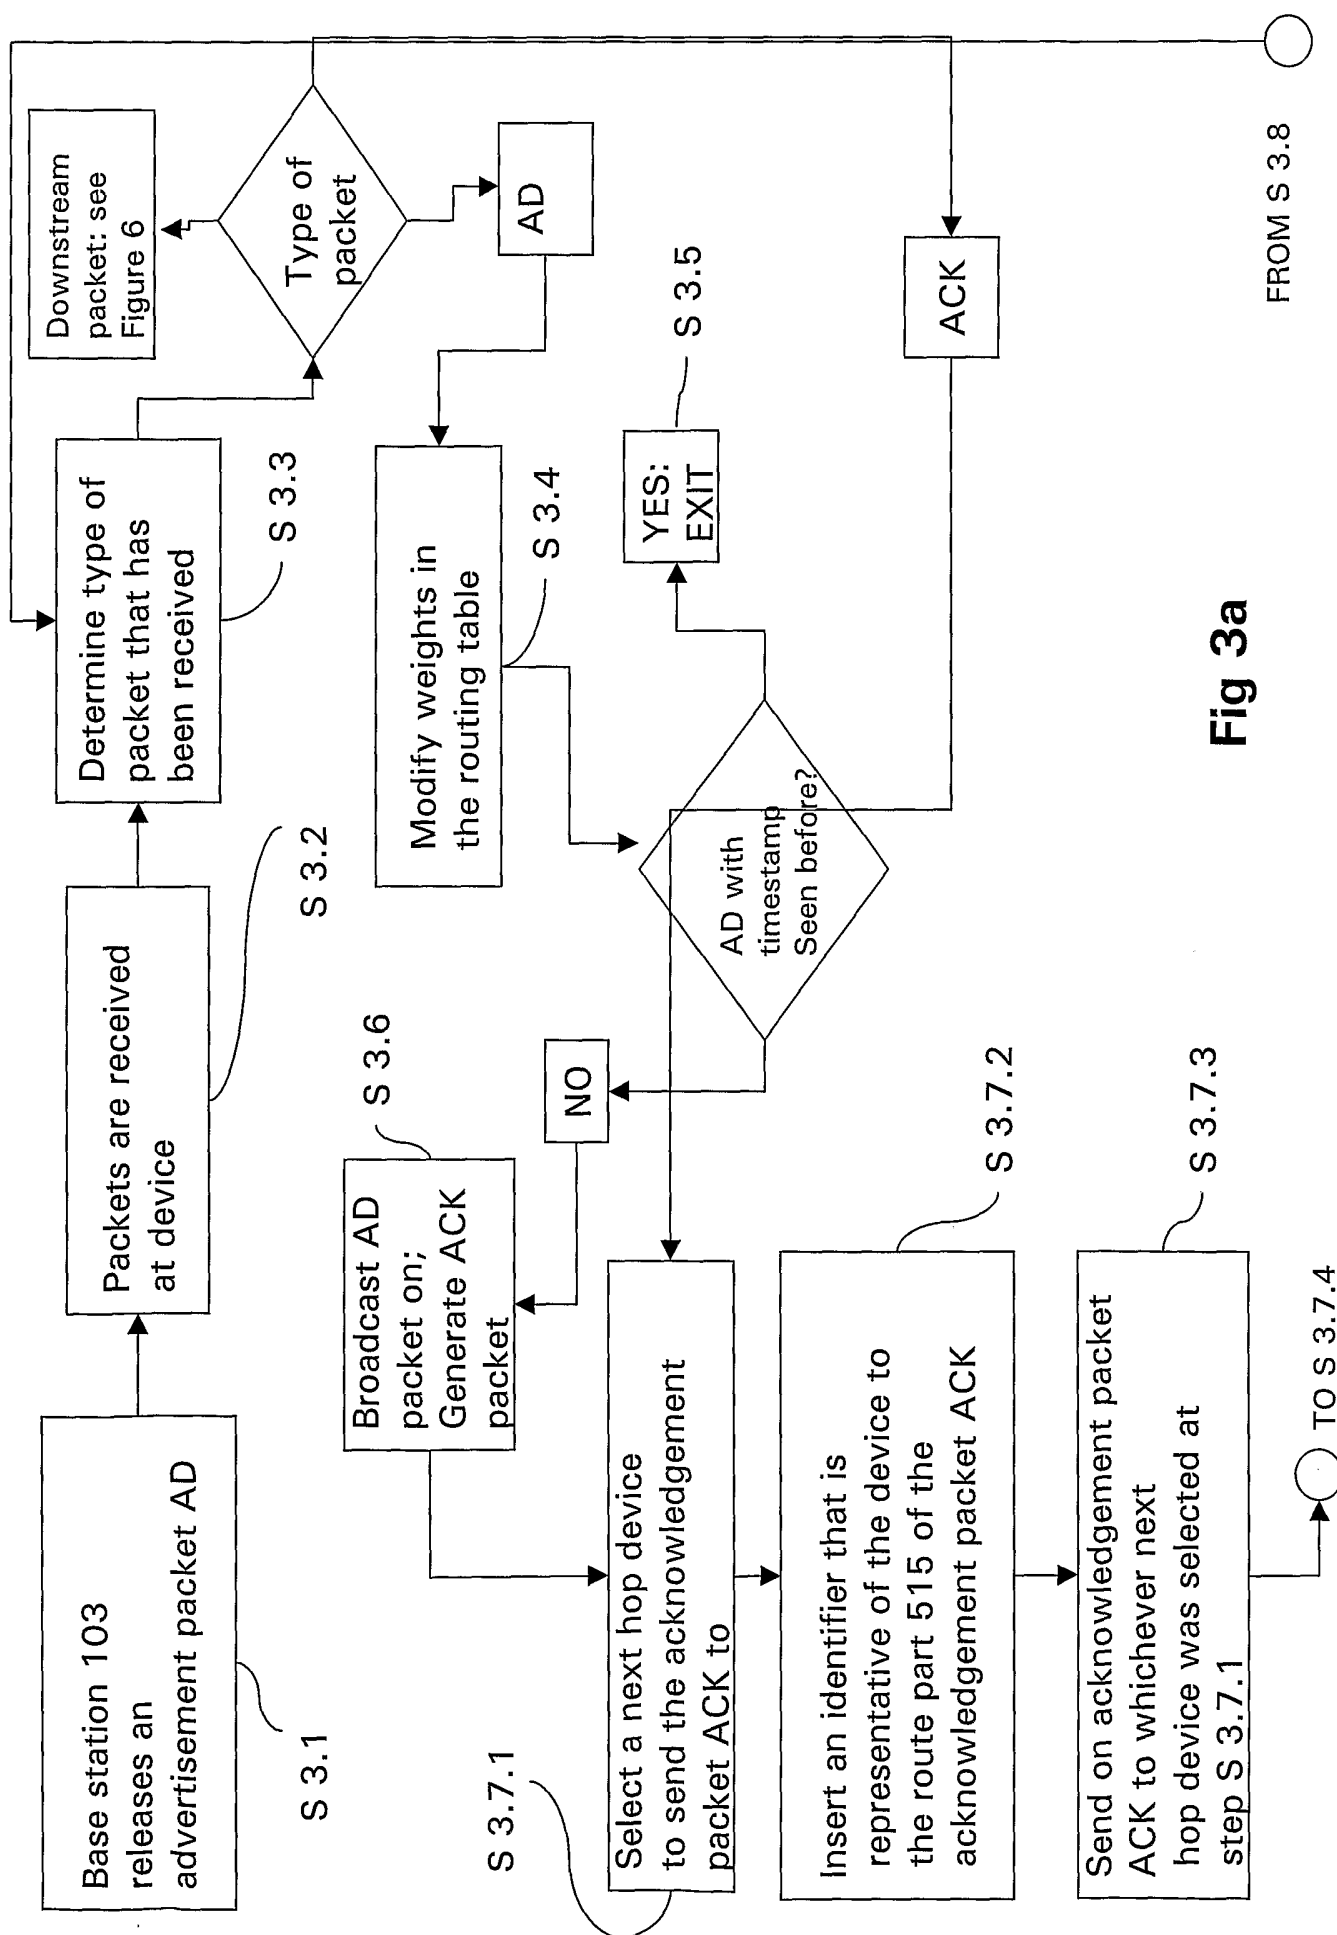 Base station 103
releases an
advertisement packet AD
S 3.1
Packets are received
at device
S 3.2
Determine type of
packet that has
been received
S 3.3
Downstream
packet: see
Figure 6
Type of
packet
AD
Modify weights in
the routing table
S 3.4
YES:
EXIT
S 3.5
AD with
timestamp
Seen before?
NO
Broadcast AD
packet on;
Generate ACK
packet
S 3.6
ACK
FROM S 3.8
Select a next hop device
to send the acknowledgement
packet ACK to
S 3.7.1
Insert an identifier that is
representative of the device to
the route part 515 of the
acknowledgement packet ACK
S 3.7.2
Send on acknowledgement packet
ACK to whichever next
hop device was selected at
step S 3.7.1
S 3.7.3
TO S 3.7.4
Fig 3a